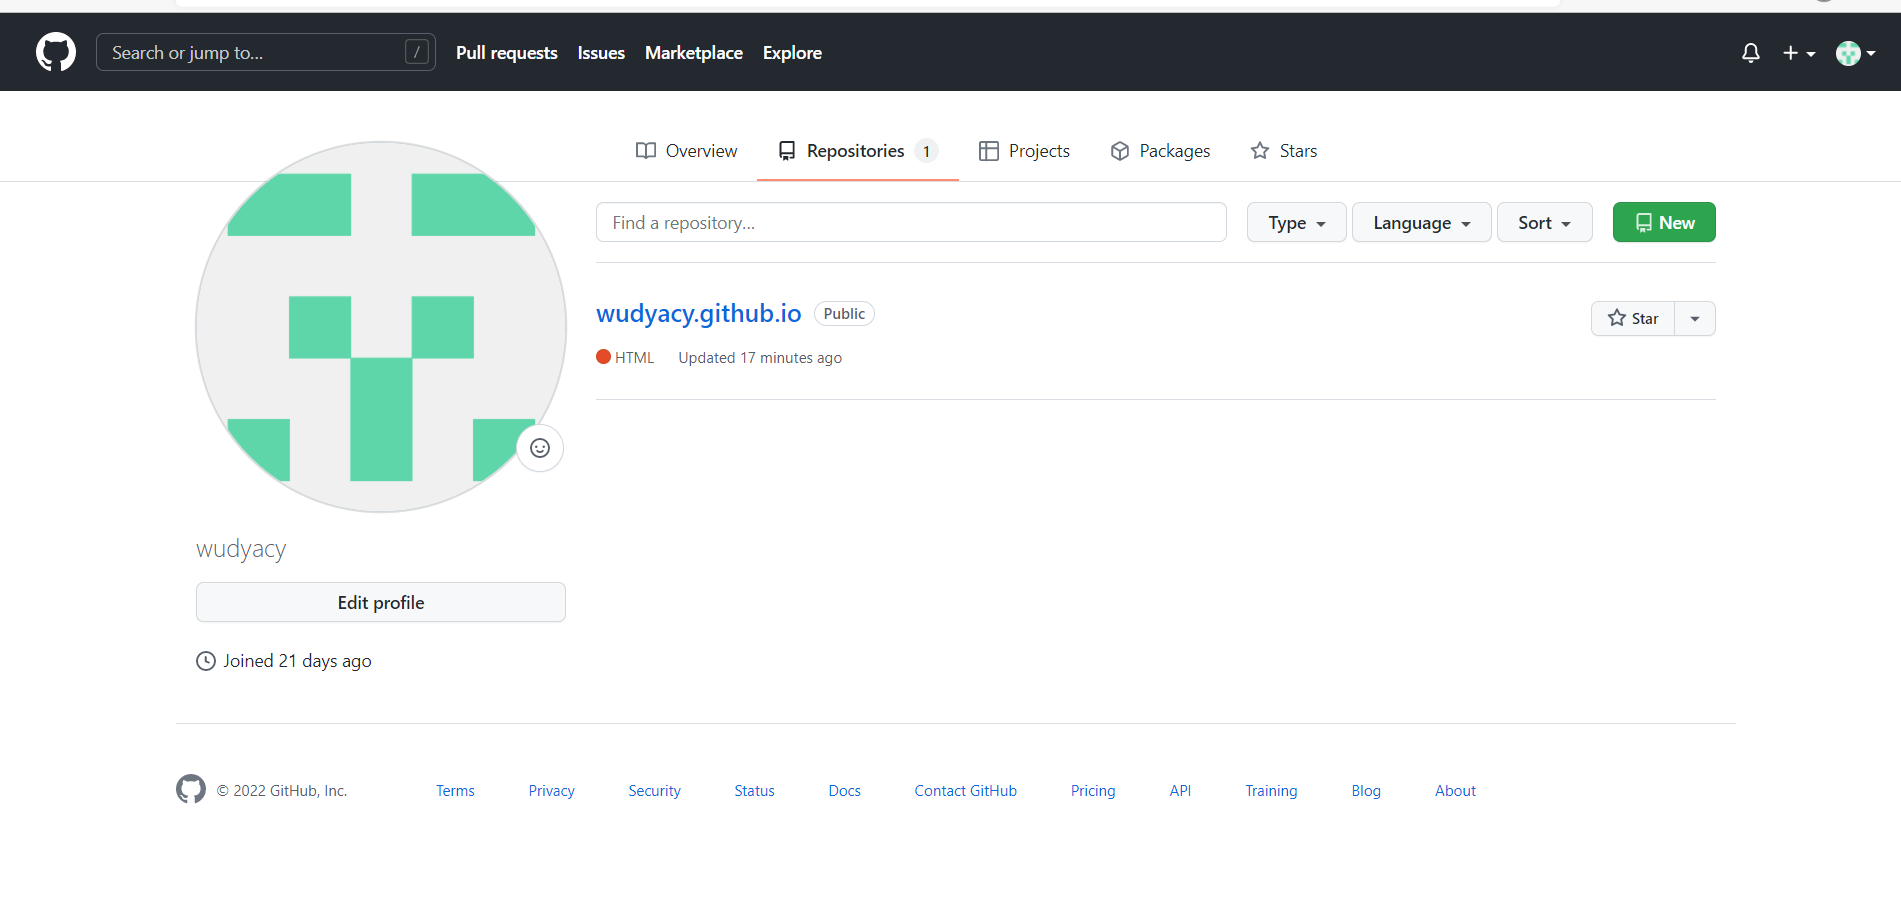 Search or jump to... /
Pull requests Issues Marketplace Explore
Overview Repositories 1 Projects Packages Stars
Find a repository... Type Language Sort New
wudyacy.github.io Public Star
HTML Updated 17 minutes ago
wudyacy
Edit profile
Joined 21 days ago
© 2022 GitHub, Inc. Terms Privacy Security Status Docs Contact GitHub Pricing API Training Blog About